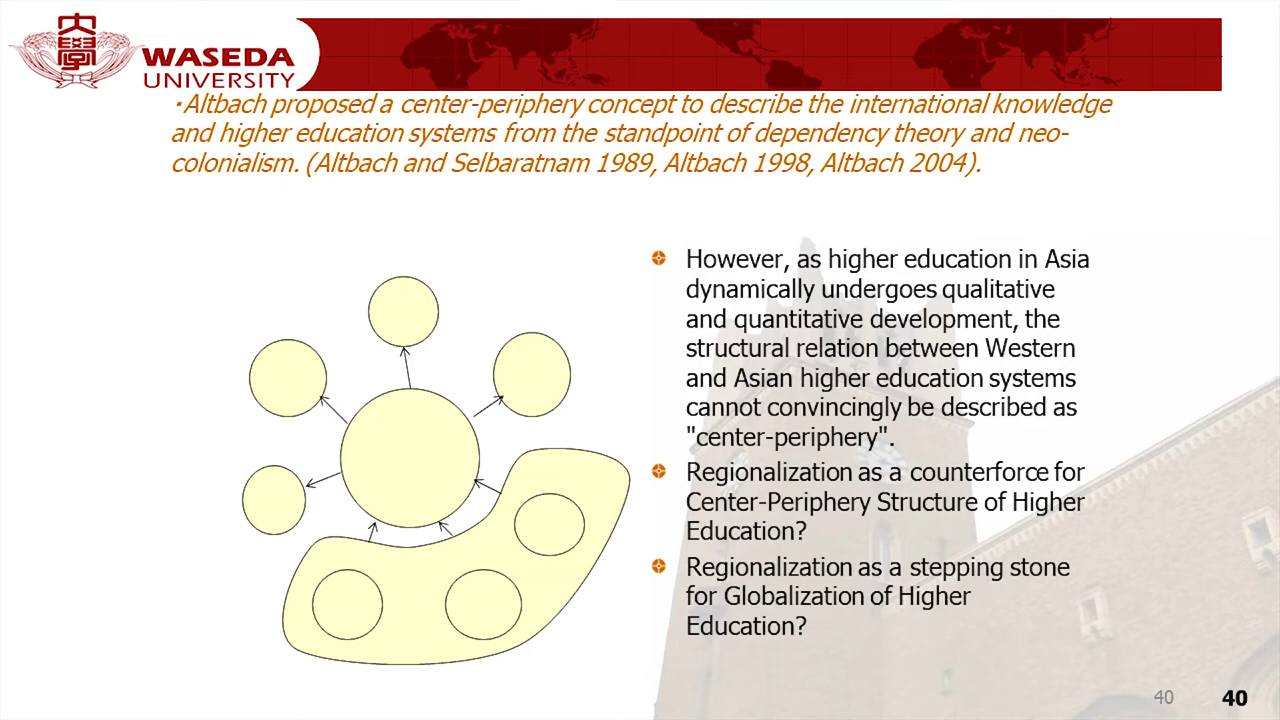 大學
WASEDA
UNIVERSITY
・Altbach proposed a center-periphery concept to describe the international knowledge
and higher education systems from the standpoint of dependency theory and neo-
colonialism. (Altbach and Selbaratnam 1989, Altbach 1998, Altbach 2004).
However, as higher education in Asia
dynamically undergoes qualitative
and quantitative development, the
structural relation between Western
and Asian higher education systems
cannot convincingly be described as
"center-periphery".
Regionalization as a counterforce for
Center-Periphery Structure of Higher
Education?
Regionalization as a stepping stone
for Globalization of Higher
Education?
40 40